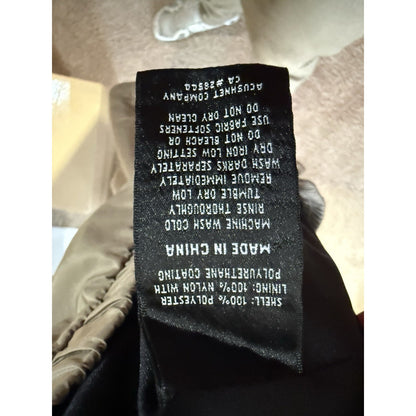 SHELL: 100% POLYESTER
LINING: 100% NYLON WITH
POLYURETHANE COATING
MADE IN CHINA
MACHINE WASH COLD
RINSE THOROUGHLY
TUMBLE DRY LOW
REMOVE IMMEDIATELY
WASH DARKS SEPARATELY
DRY IRON LOW SETTING
DO NOT BLEACH OR
USE FABRIC SOFTENERS
DO NOT DRY CLEAN
ACUSHNET COMPANY
CA #28500